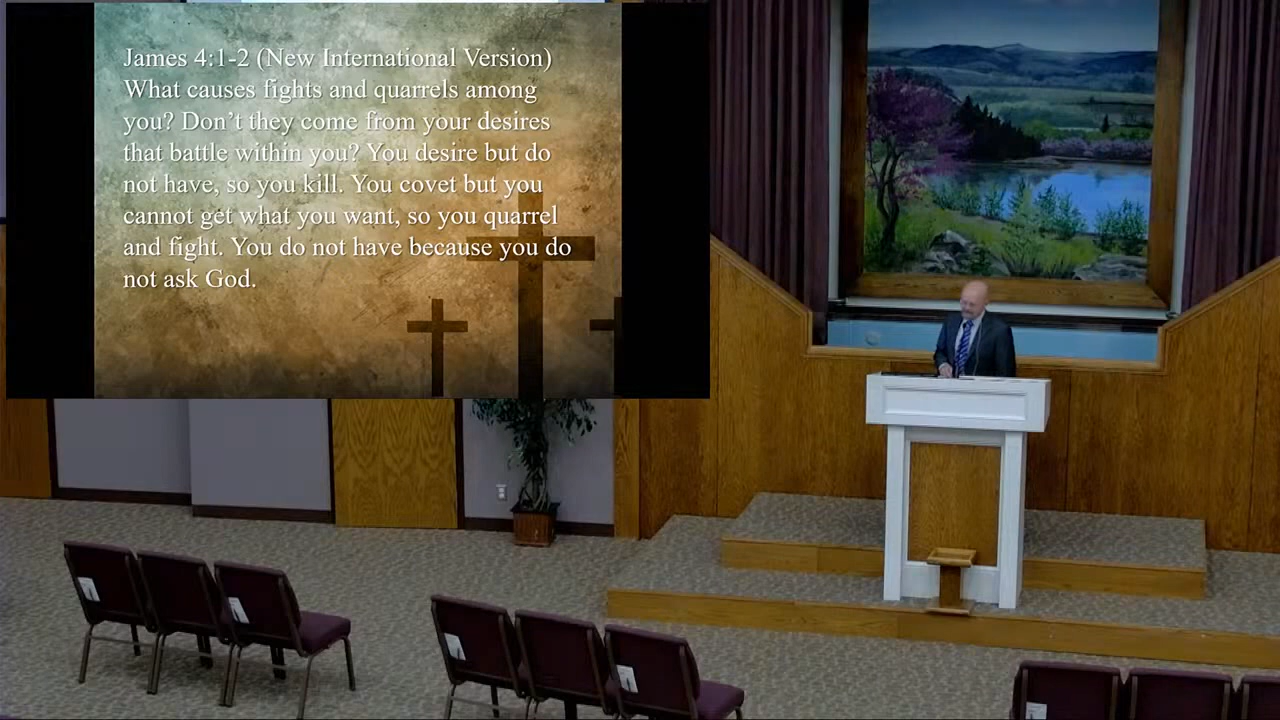 James 4:1-2 (New International Version)
What causes fights and quarrels among
you? Don’t they come from your desires
that battle within you? You desire but do
not have, so you kill. You covet but you
cannot get what you want, so you quarrel
and fight. You do not have because you do
not ask God.